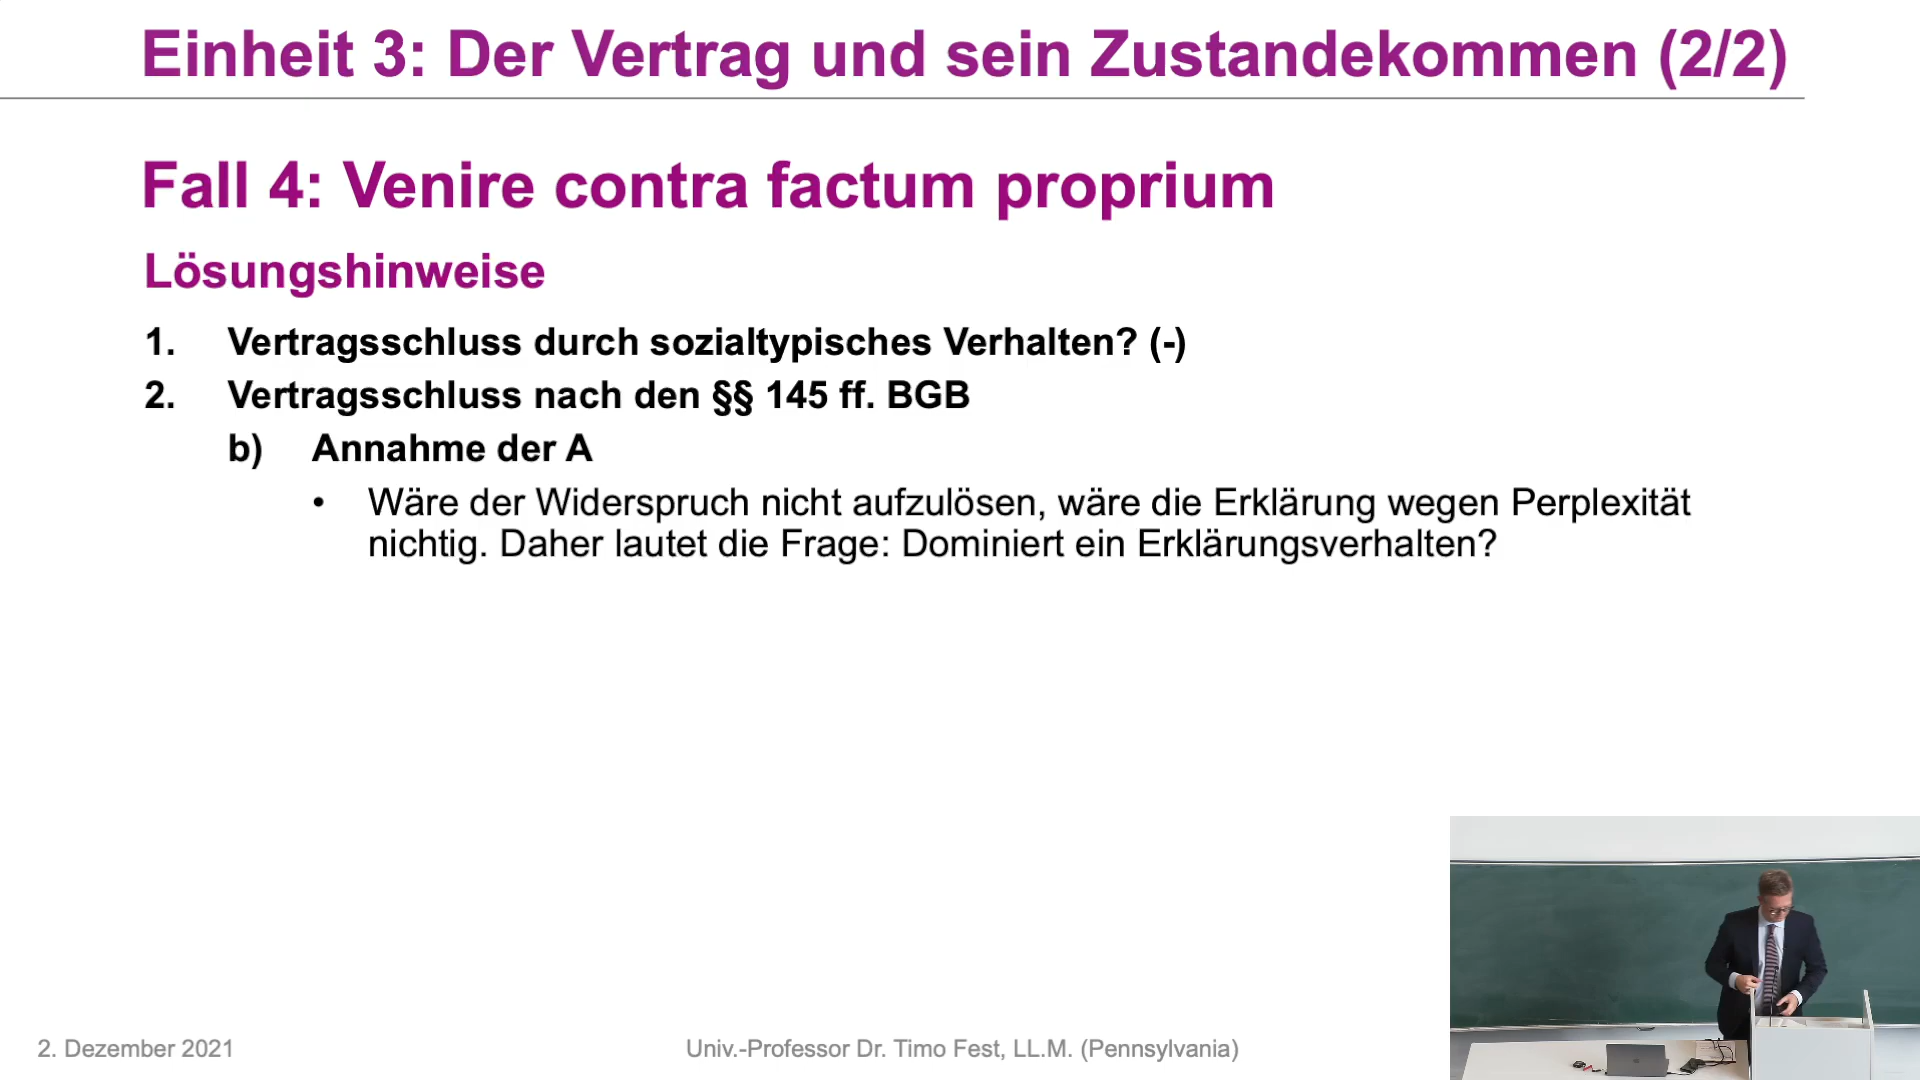 Einheit 3: Der Vertrag und sein Zustandekommen (2/2)
Fall 4: Venire contra factum proprium
Lösungshinweise
1. Vertragsschluss durch sozialtypisches Verhalten? (-)
2. Vertragsschluss nach den §§ 145 ff. BGB
b) Annahme der A
• Wäre der Widerspruch nicht aufzulösen, wäre die Erklärung wegen Perplexität
nichtig. Daher lautet die Frage: Dominiert ein Erklärungsverhalten?
2. Dezember 2021
Univ.-Professor Dr. Timo Fest, LL.M. (Pennsylvania)